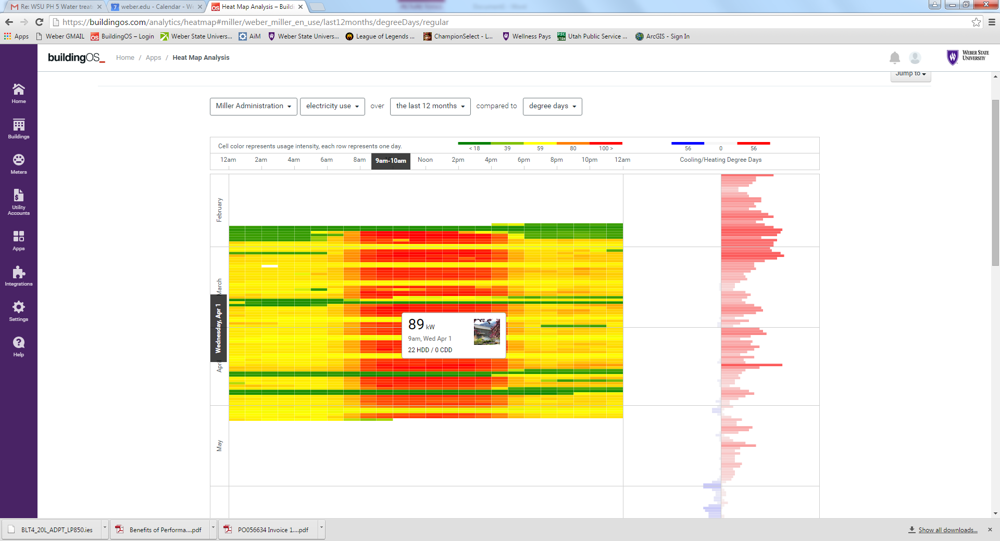 Re: WSU PH 5 Water treat
weber.edu - Calendar - We
Heat Map Analysis – Buildi
https://buildingos.com/analytics/heatmap#miller/weber_miller_en_use/last12months/degreeDays/regular
Apps
Weber GMAIL
BuildingOS – Login
Weber State Univers...
AiM
Weber State Univers...
League of Legends ...
ChampionSelect - L...
Wellness Pays
Utah Public Service ...
ArcGIS - Sign In
buildingOS_
Home / Apps / Heat Map Analysis
WEBER STATE
UNIVERSITY
Jump to
Home
Buildings
Meters
Utility
Accounts
Apps
Integrations
Settings
Help
Miller Administration electricity use over the last 12 months compared to degree days
Cell color represents usage intensity, each row represents one day.
< 18 39 59 80 100 >
56 0 56
12am 2am 4am 6am 8am 9am-10am Noon 2pm 4pm 6pm 8pm 10pm 12am
Cooling/Heating Degree Days
February
March
Wednesday, Apr 1
April
May
89 kW
9am, Wed Apr 1
22 HDD / 0 CDD
BLT4_20L_ADPT_LP850.ies
Benefits of Performa....pdf
PO056634 Invoice 1....pdf
Show all downloads...